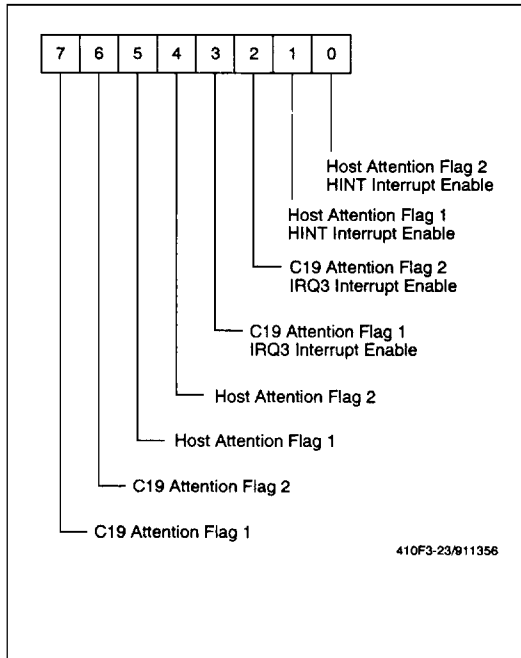 7 6 5 4 3 2 1 0
Host Attention Flag 2
HINT Interrupt Enable
Host Attention Flag 1
HINT Interrupt Enable
C19 Attention Flag 2
IRQ3 Interrupt Enable
C19 Attention Flag 1
IRQ3 Interrupt Enable
Host Attention Flag 2
Host Attention Flag 1
C19 Attention Flag 2
C19 Attention Flag 1
410F3-23/911356